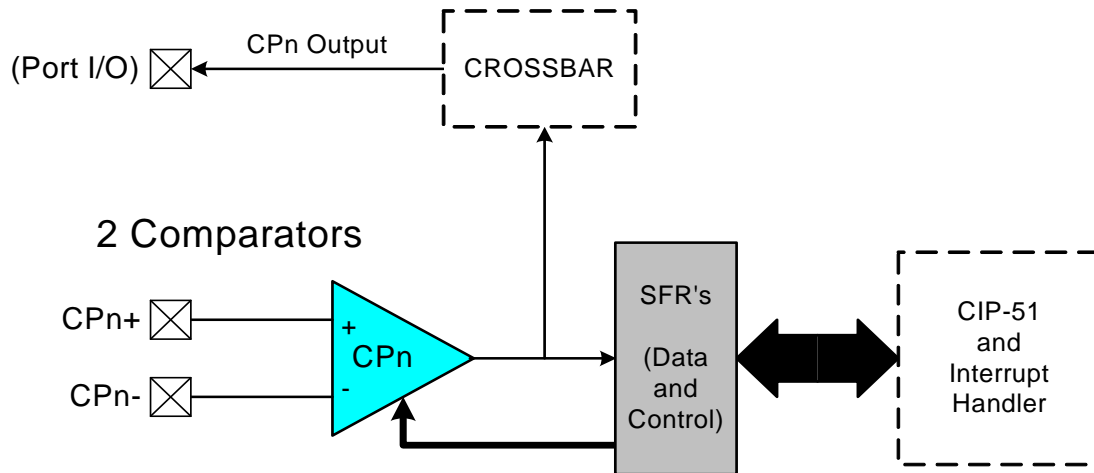 CPn Output
(Port I/O)
CROSSBAR
2 Comparators
CPn+
CPn-
+
CPn
-
SFR's
(Data
and
Control)
CIP-51
and
Interrupt
Handler